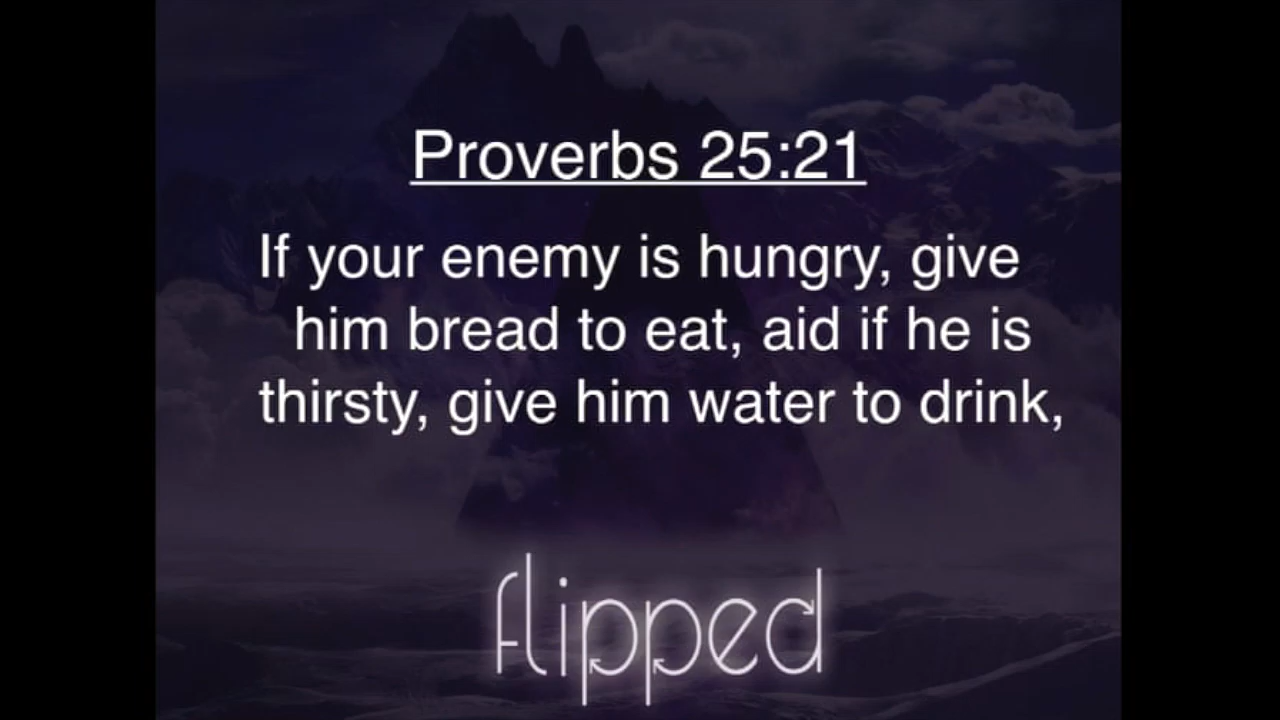 Proverbs 25:21
If your enemy is hungry, give
him bread to eat, aid if he is
thirsty, give him water to drink,
flipped